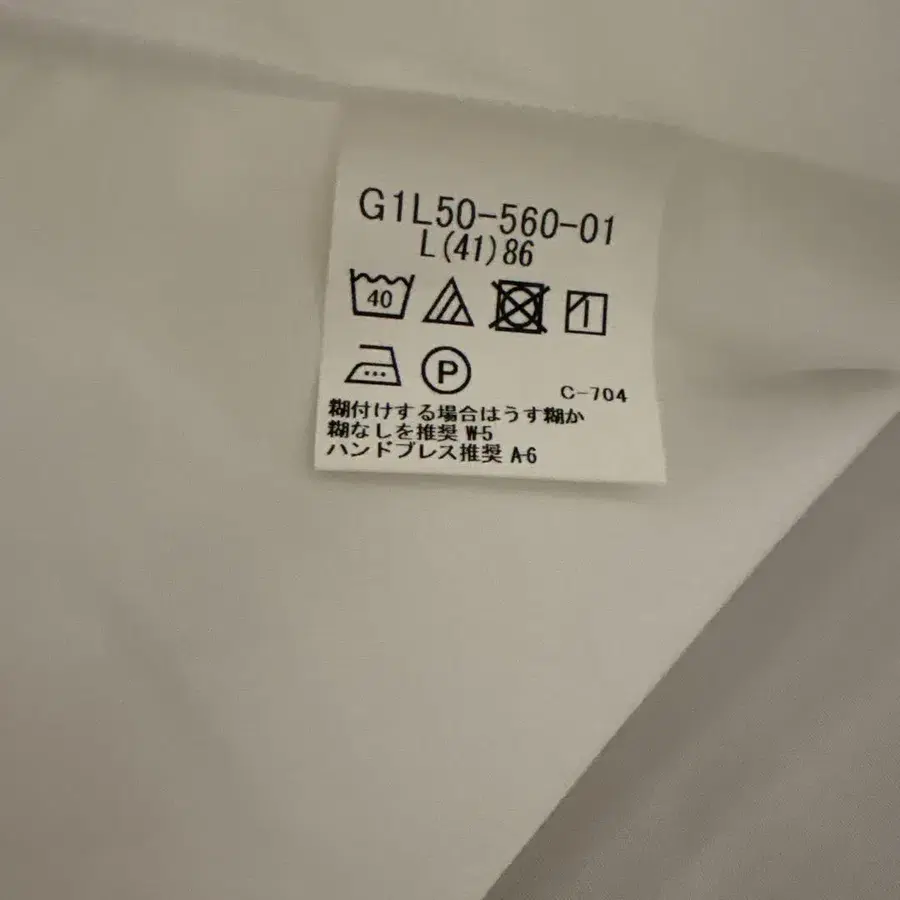 G1L50-560-01
L(41)86
40
P
C-704
糊付けする場合はうす糊か
糊なしを推奨 W-5
ハンドプレス推奨 A-6